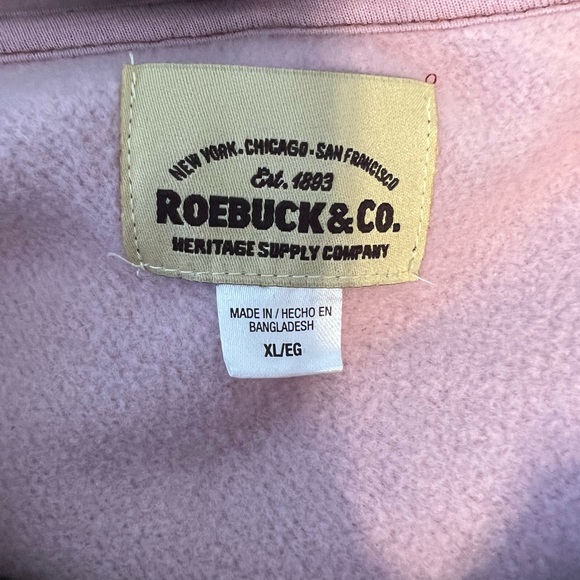 NEW YORK • CHICAGO • SAN FRANCISCO
Est. 1893
ROEBUCK & CO.
HERITAGE SUPPLY COMPANY
MADE IN / HECHO EN
BANGLADESH
XL/EG